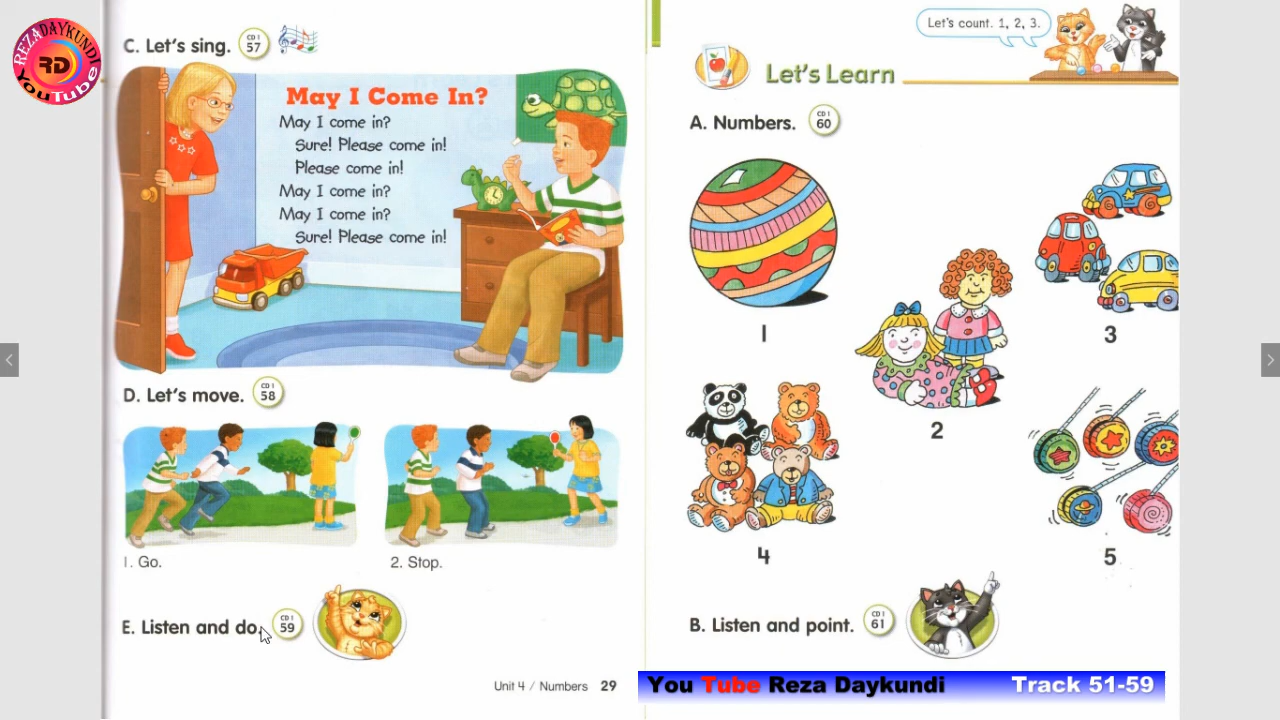 REZADAYKUNDI
RD
YouTube
C. Let's sing.
CD 1
57
May I Come In?
May I come in?
Sure! Please come in!
Please come in!
May I come in?
May I come in?
Sure! Please come in!
D. Let's move.
CD 1
58
1. Go.
2. Stop.
E. Listen and do.
CD 1
59
Unit 4 / Numbers 29
Let's count. 1, 2, 3.
Let's Learn
A. Numbers.
CD 1
60
1
2
3
4
5
B. Listen and point.
CD 1
61
You Tube Reza Daykundi Track 51-59